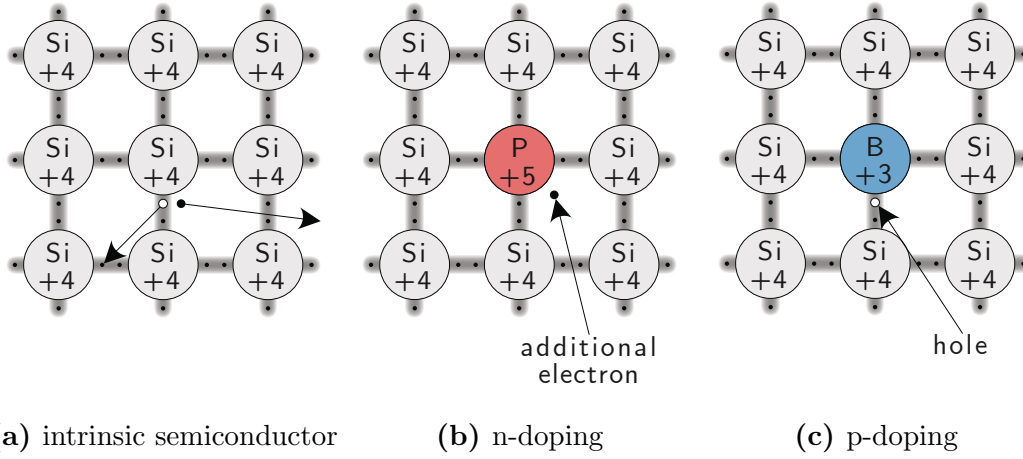 Si Si Si Si Si Si Si Si Si
+4 +4 +4 +4 +4 +4 +4 +4 +4
Si Si Si Si P Si Si B Si
+4 +4 +4 +4 +5 +4 +4 +3 +4
Si Si Si Si Si Si Si Si Si
+4 +4 +4 +4 +4 +4 +4 +4 +4
additional
electron
hole
a) intrinsic semiconductor (b) n-doping (c) p-doping